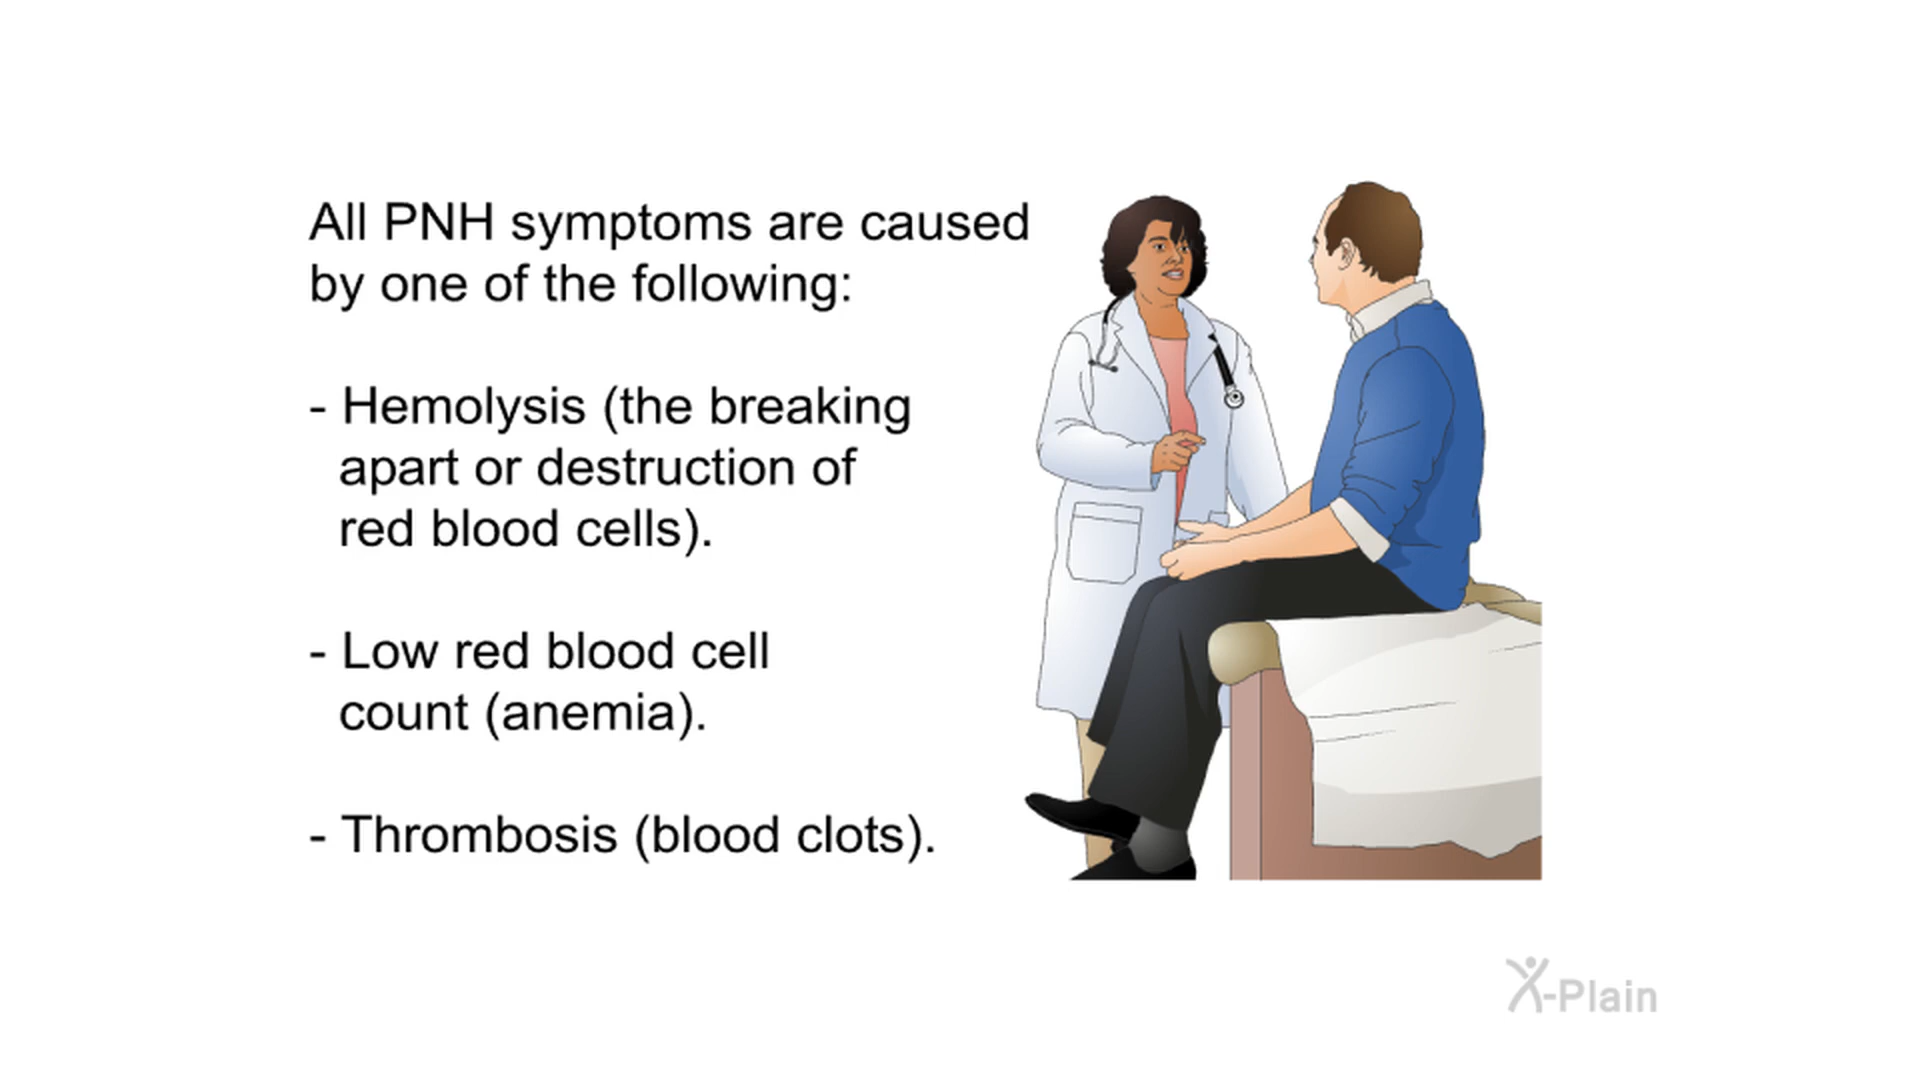 All PNH symptoms are caused
by one of the following:
- Hemolysis (the breaking
apart or destruction of
red blood cells).
- Low red blood cell
count (anemia).
- Thrombosis (blood clots).
X-Plain